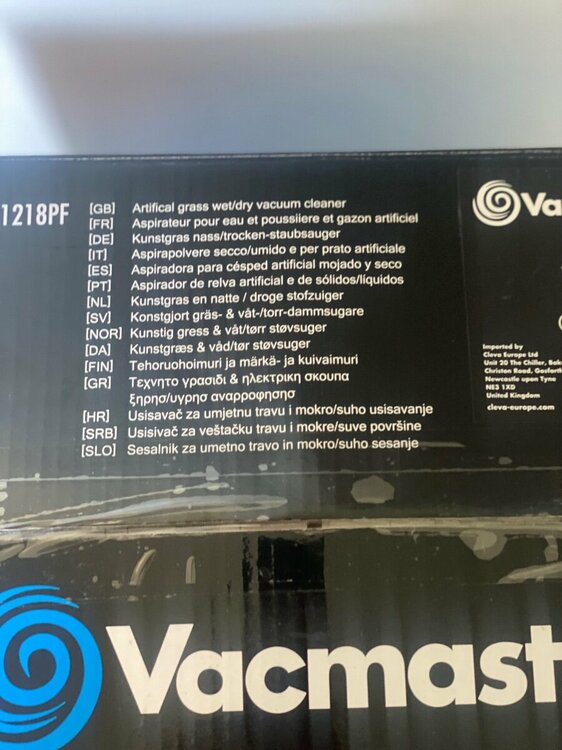 1218PF
[GB] Artifical grass wet/dry vacuum cleaner
[FR] Aspirateur pour eau et poussiiere et gazon artificiel
[DE] Kunstgras nass/trocken-staubsauger
[IT] Aspirapolvere secco/umido e per prato artificiale
[ES] Aspiradora para césped artificial mojado y seco
[PT] Aspirador de relva artificial e de sólidos/líquidos
[NL] Kunstgras en natte / droge stofzuiger
[SV] Konstgjort gräs- & våt-/torr-dammsugare
[NOR] Kunstig gress & våt/tørr støvsuger
[DA] Kunstgræs & våd/tør støvsuger
[FIN] Tehoruohoimuri ja märkä- ja kuivaimuri
[GR] Τεχνητο γρασιδι & ηλεκτρικη σκουπα
ξηρησ/υγρησ αναρροφησησ
[HR] Usisavač za umjetnu travu i mokro/suho usisavanje
[SRB] Usisivač za veštačku travu i mokre/suve površine
[SLO] Sesalnik za umetno travo in mokro/suho sesanje
Va
Imported by
Cleva Europe Ltd
Unit 20 The Chiller, Bak
Christon Road, Gosforth
Newcastle upon Tyne
NE3 1XD
United Kingdom
cleva-europe.com
Vacmast